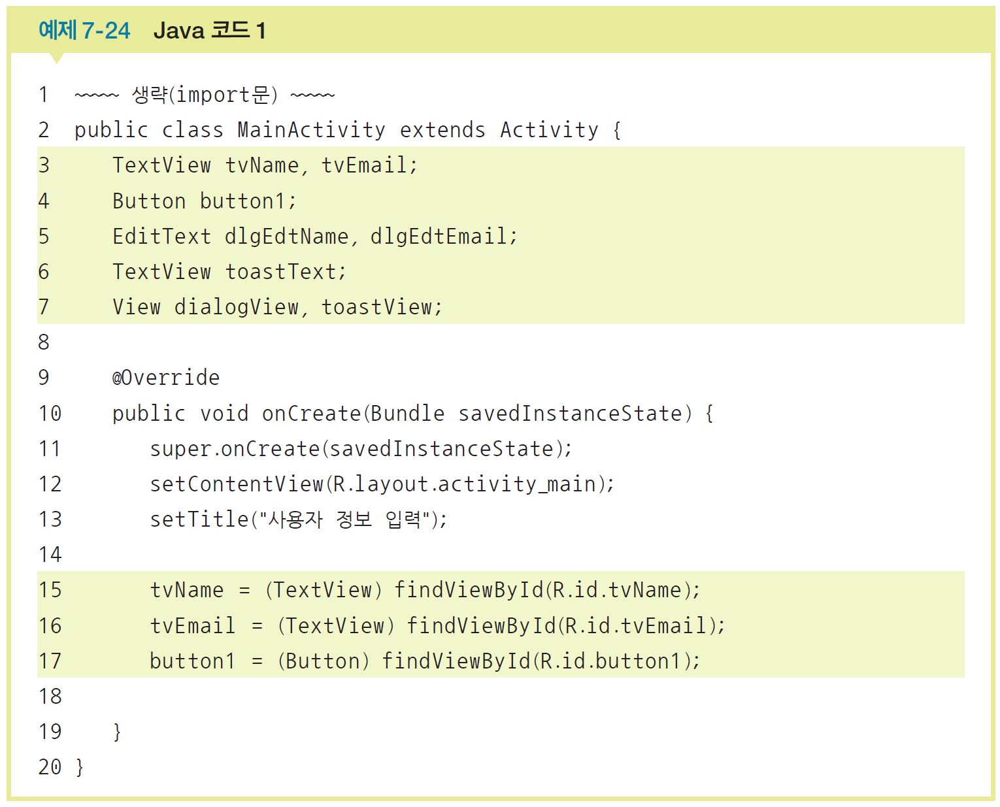 예제 7-24 Java 코드 1
1 ~~~~~ 생략(import문) ~~~~~
2 public class MainActivity extends Activity {
3 TextView tvName, tvEmail;
4 Button button1;
5 EditText dlgEdtName, dlgEdtEmail;
6 TextView toastText;
7 View dialogView, toastView;
8
9 @Override
10 public void onCreate(Bundle savedInstanceState) {
11 super.onCreate(savedInstanceState);
12 setContentView(R.layout.activity_main);
13 setTitle("사용자 정보 입력");
14
15 tvName = (TextView) findViewById(R.id.tvName);
16 tvEmail = (TextView) findViewById(R.id.tvEmail);
17 button1 = (Button) findViewById(R.id.button1);
18
19 }
20 }